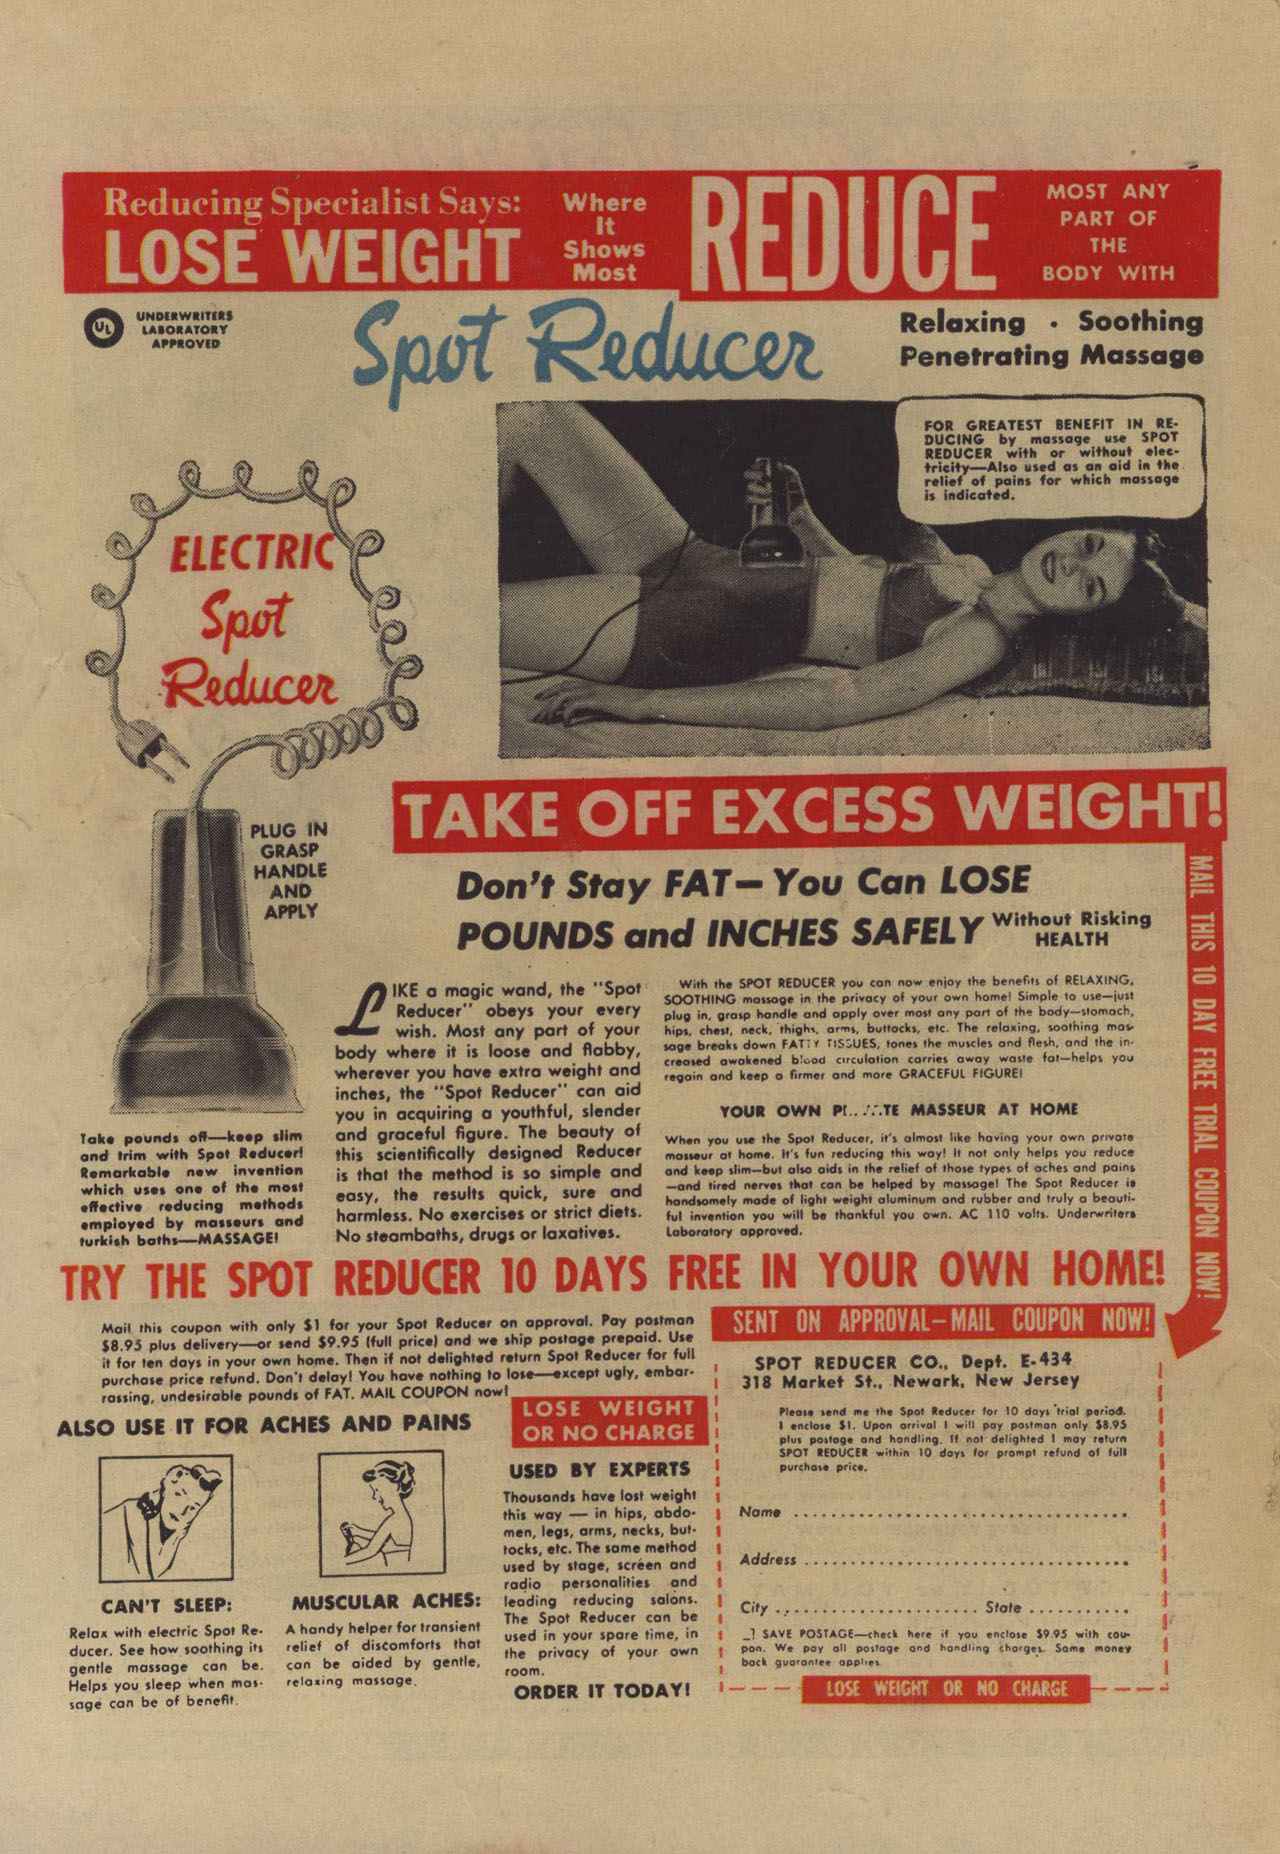 Reducing Specialist Says:
LOSE WEIGHT
Where
It
Shows
Most
REDUCE
MOST ANY
PART OF
THE
BODY WITH
UL
UNDERWRITERS
LABORATORY
APPROVED
Spot Reducer
Relaxing • Soothing
Penetrating Massage
FOR GREATEST BENEFIT IN RE-
DUCING by massage use SPOT
REDUCER with or without elec-
tricity—Also used as an aid in the
relief of pains for which massage
is indicated.
ELECTRIC
Spot
Reducer
PLUG IN
GRASP
HANDLE
AND
APPLY
TAKE OFF EXCESS WEIGHT!
Don't Stay FAT—You Can LOSE
POUNDS and INCHES SAFELY Without Risking
HEALTH
MAIL THIS 10 DAY FREE TRIAL COUPON NOW!
LIKE a magic wand, the "Spot
Reducer" obeys your every
wish. Most any part of your
body where it is loose and flabby,
wherever you have extra weight and
inches, the "Spot Reducer" can aid
you in acquiring a youthful, slender
and graceful figure. The beauty of
this scientifically designed Reducer
is that the method is so simple and
easy, the results quick, sure and
harmless. No exercises or strict diets.
No steambaths, drugs or laxatives.
With the SPOT REDUCER you can now enjoy the benefits of RELAXING,
SOOTHING massage in the privacy of your own home! Simple to use—just
plug in, grasp handle and apply over most any part of the body—stomach,
hips, chest, neck, thighs, arms, buttocks, etc. The relaxing, soothing mas-
sage breaks down FATTY TISSUES, tones the muscles and flesh, and the in-
creased awakened blood circulation carries away waste fat—helps you
regain and keep a firmer and more GRACEFUL FIGURE!
YOUR OWN MASSEUR AT HOME
When you use the Spot Reducer, it's almost like having your own private
masseur at home. It's fun reducing this way! It not only helps you reduce
and keep slim—but also aids in the relief of those types of aches and pains
—and tired nerves that can be helped by massage! The Spot Reducer is
handsomely made of light weight aluminum and rubber and truly a beauti-
ful invention you will be thankful you own. AC 110 volts. Underwriters
Laboratory approved.
Take pounds off—keep slim
and trim with Spot Reducer!
Remarkable new invention
which uses one of the most
effective reducing methods
employed by masseurs and
turkish baths—MASSAGE!
TRY THE SPOT REDUCER 10 DAYS FREE IN YOUR OWN HOME!
Mail this coupon with only $1 for your Spot Reducer on approval. Pay postman
$8.95 plus delivery—or send $9.95 (full price) and we ship postage prepaid. Use
it for ten days in your own home. Then if not delighted return Spot Reducer for full
purchase price refund. Don't delay! You have nothing to lose—except ugly, embar-
rassing, undesirable pounds of FAT. MAIL COUPON now!
ALSO USE IT FOR ACHES AND PAINS
CAN'T SLEEP:
Relax with electric Spot Re-
ducer. See how soothing its
gentle massage can be.
Helps you sleep when mas-
sage can be of benefit.
MUSCULAR ACHES:
A handy helper for transient
relief of discomforts that
can be aided by gentle,
relaxing massage.
LOSE WEIGHT
OR NO CHARGE
USED BY EXPERTS
Thousands have lost weight
this way — in hips, abdo-
men, legs, arms, necks, but-
tocks, etc. The same method
used by stage, screen and
radio personalities and
leading reducing salons.
The Spot Reducer can be
used in your spare time, in
the privacy of your own
room.
ORDER IT TODAY!
SENT ON APPROVAL—MAIL COUPON NOW!
SPOT REDUCER CO., Dept. E-434
318 Market St., Newark, New Jersey
Please send me the Spot Reducer for 10 days trial period.
I enclose $1. Upon arrival I will pay postman only $8.95
plus postage and handling. If not delighted I may return
SPOT REDUCER within 10 days for prompt refund of full
purchase price.
Name
Address
City State
SAVE POSTAGE—check here if you enclose $9.95 with cou-
pon. We pay all postage and handling charges. Same money
back guarantee applies.
LOSE WEIGHT OR NO CHARGE